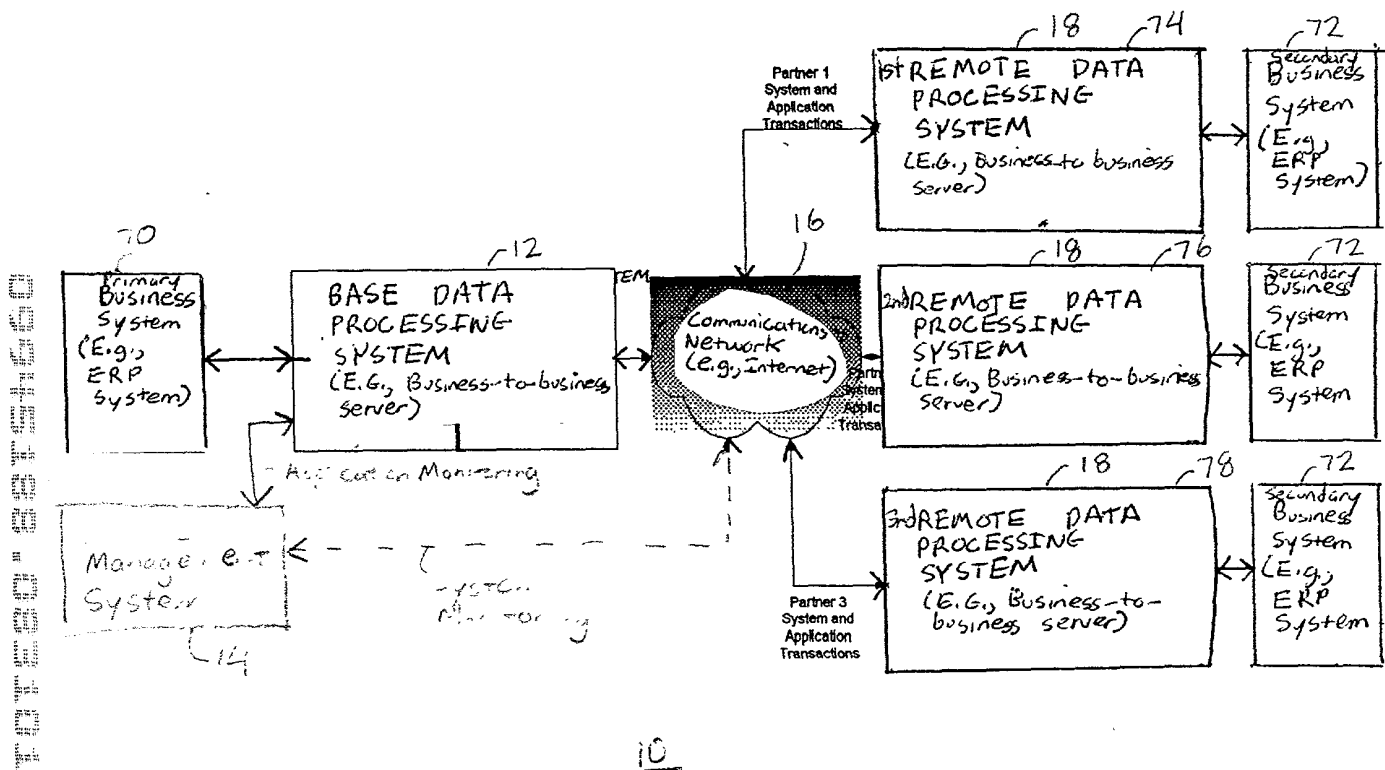 18
74
72
1st REMOTE DATA
PROCESSING
SYSTEM
(E.G., Business-to business
server)
Secondary
Business
System
(E.g,
ERP
System)
Partner 1
System and
Application
Transactions
16
70
Primary
Business
System
(E.g.,
ERP
System)
12
BASE DATA
PROCESSING
SYSTEM
(E.G., Business-to-business
server)
Communications
Network
(e.g., Internet)
18
76
72
2nd REMOTE DATA
PROCESSING
SYSTEM
(E.G., Business-to-business
server)
Secondary
Business
System
(E.g.,
ERP
System
Application Monitoring
Management
System
14
System
Monitoring
18
78
72
3rd REMOTE DATA
PROCESSING
SYSTEM
(E.G., Business-to-
business server)
Secondary
Business
System
(E.g.,
ERP
System
Partner 3
System and
Application
Transactions
10